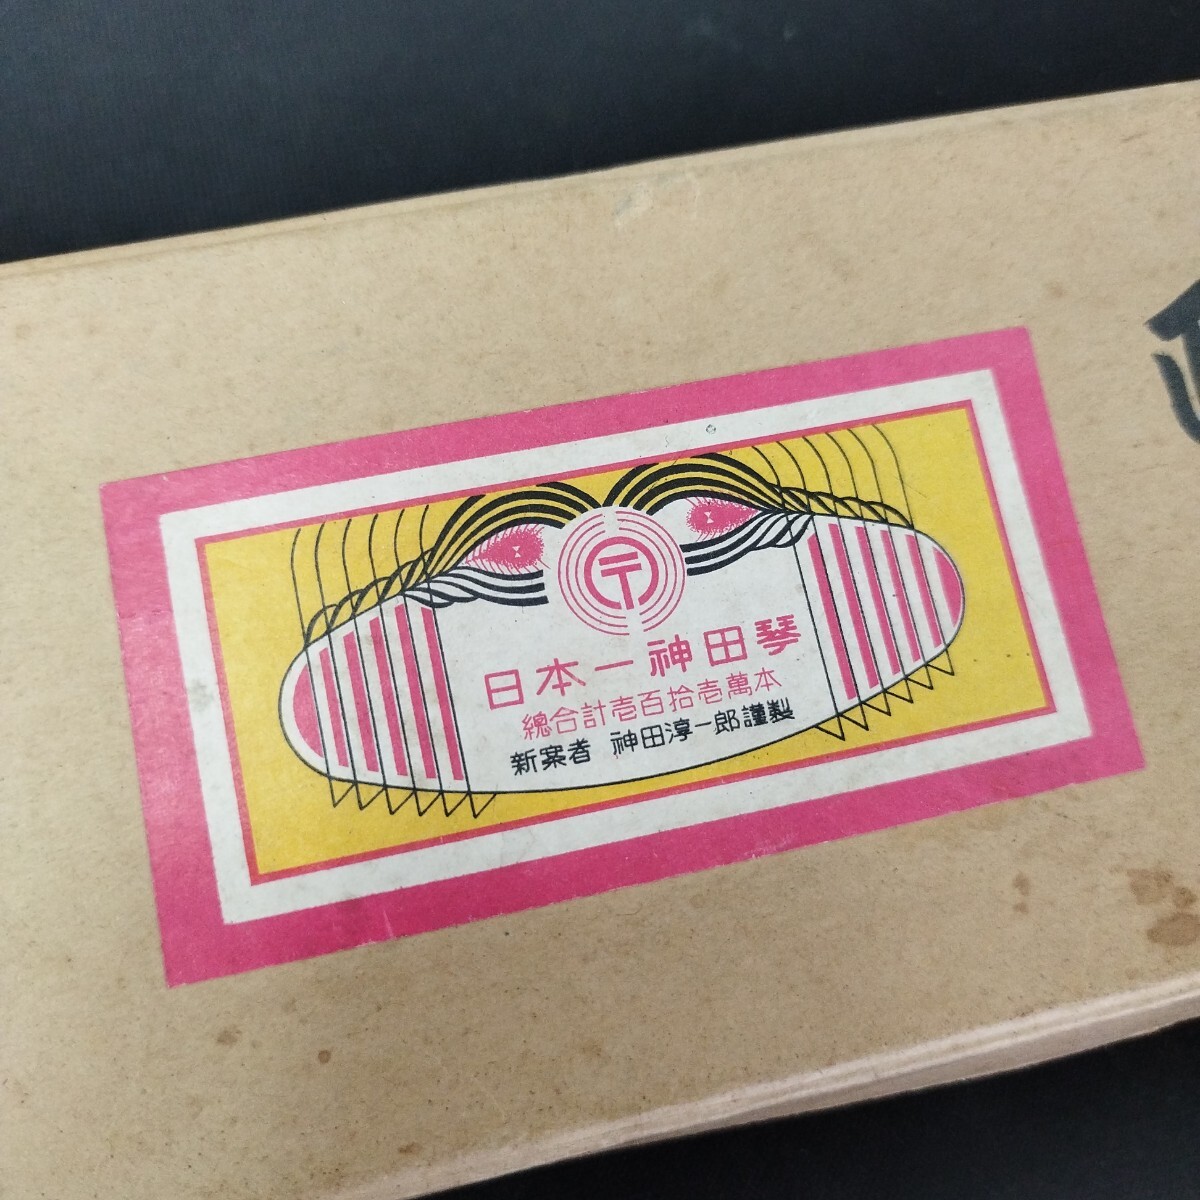 日本一神田琴
總合計壱百拾壱萬本
新案者 神田淳一郎謹製